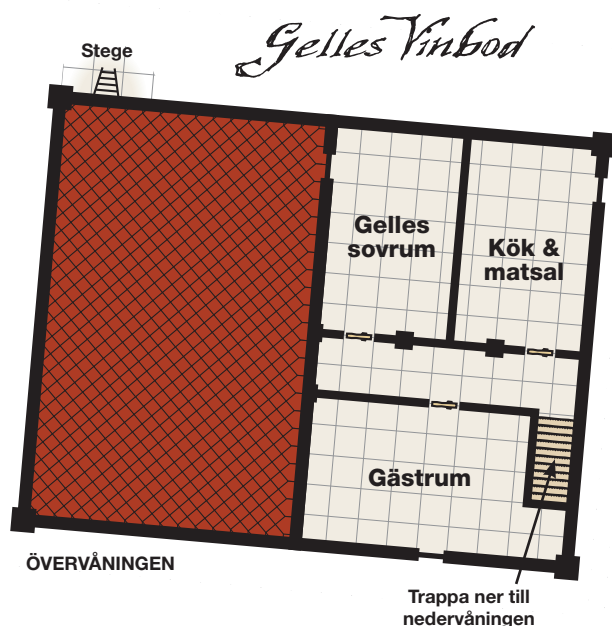 Gelles Vinbod
Stege
Gelles
sovrum
Kök &
matsal
Gästrum
ÖVERVÅNINGEN
Trappa ner till
nedervåningen